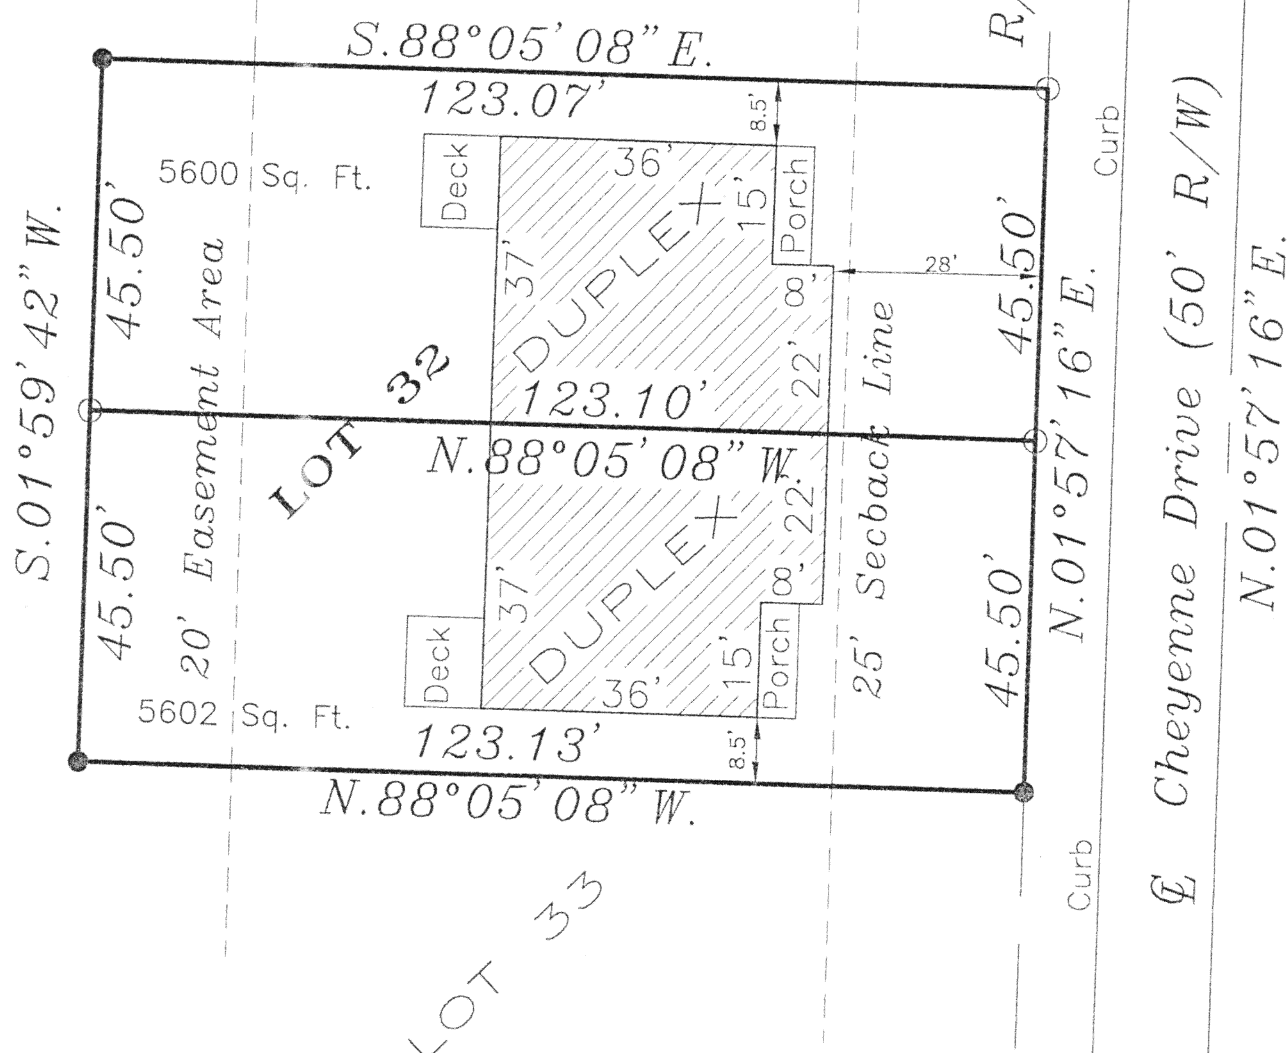 R/
S.88°05'08" E.
123.07'
8.5'
Curb
36'
5600 Sq. Ft.
Deck
15'
Porch
45.50'
S.01°59'42" W.
20' Easement Area
37'
DUPLEX
8'
28'
45.50'
N.01°57'16" E.
LOT 32
22'
25' Secback Line
123.10'
N.88°05'08" W.
45.50'
37'
DUPLEX
22'
8'
45.50'
Deck
15'
Porch
36'
5602 Sq. Ft.
123.13'
8.5'
N.88°05'08" W.
Curb
℄ Cheyenne Drive (50' R/W)
N.01°57'16" E.
LOT 33